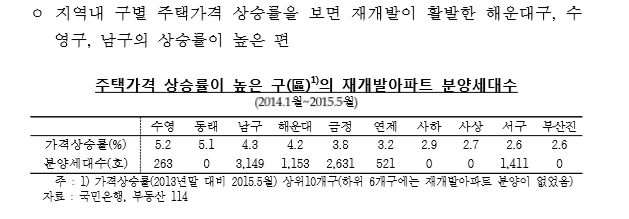 ○ 지역내 구별 주택가격 상승률을 보면 재개발이 활발한 해운대구, 수
영구, 남구의 상승률이 높은 편
주택가격 상승률이 높은 구(區)1)의 재개발아파트 분양세대수
(2014.1월~2015.5월)
수영 동래 남구 해운대 금정 연제 사하 사상 서구 부산진
가격상승률(%) 5.2 5.1 4.3 4.2 3.8 3.2 2.9 2.7 2.6 2.6
분양세대수(호) 263 0 3,149 1,153 2,631 521 0 0 1,411 0
주 : 1) 가격상승률(2013년말 대비 2015.5월) 상위10개구(하위 6개구에는 재개발아파트 분양이 없었음)
자료 : 국민은행, 부동산 114